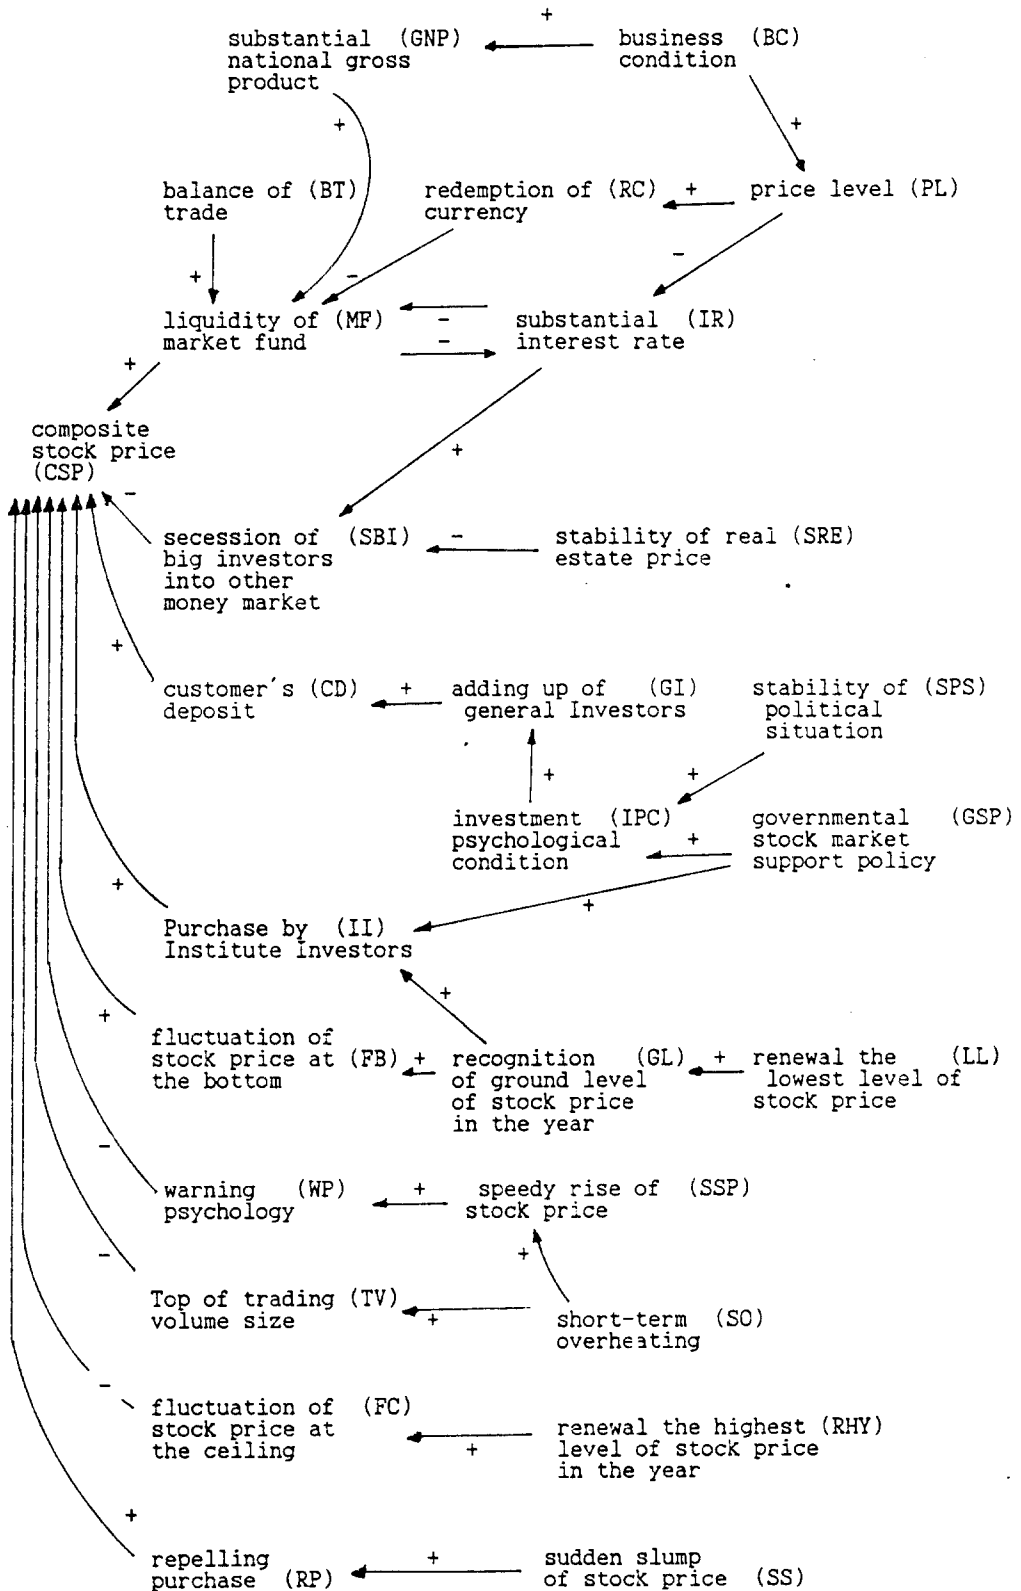 +
substantial (GNP)
national gross
product
business (BC)
condition
+
+
balance of (BT)
trade
redemption of (RC)
currency
+
price level (PL)
+
-
-
liquidity of (MF)
market fund
-
-
substantial (IR)
interest rate
+
composite
stock price
(CSP)
+
-
secession of (SBI)
big investors
into other
money market
-
stability of real (SRE)
estate price
+
customer's (CD)
deposit
+
adding up of (GI)
general Investors
stability of (SPS)
political
situation
+
+
investment (IPC)
psychological
condition
+
governmental (GSP)
stock market
support policy
+
+
Purchase by (II)
Institute Investors
+
+
fluctuation of
stock price at (FB)
the bottom
+
recognition (GL)
of ground level
of stock price
in the year
+
renewal the (LL)
lowest level of
stock price
-
warning (WP)
psychology
+
speedy rise of (SSP)
stock price
-
+
Top of trading (TV)
volume size
+
short-term (SO)
overheating
-
fluctuation of (FC)
stock price at
the ceiling
+
renewal the highest (RHY)
level of stock price
in the year
+
repelling
purchase (RP)
+
sudden slump
of stock price (SS)